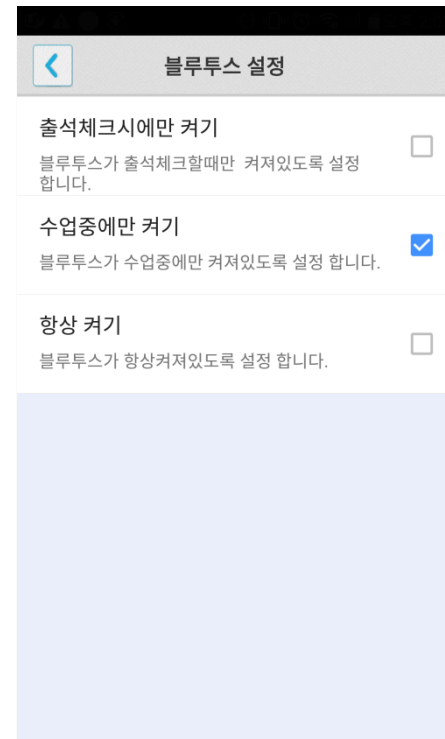 블루투스 설정
출석체크시에만 켜기
블루투스가 출석체크할때만 켜져있도록 설정
합니다.
수업중에만 켜기
블루투스가 수업중에만 켜져있도록 설정 합니다.
항상 켜기
블루투스가 항상켜져있도록 설정 합니다.